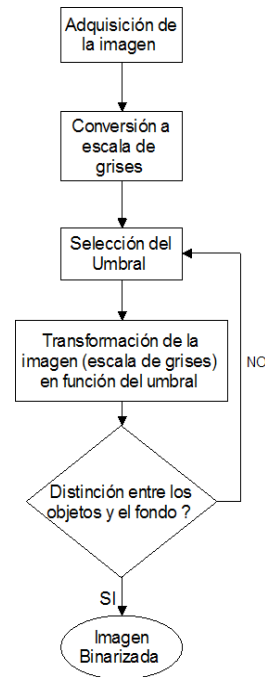 Adquisición de
la imagen
Conversión a
escala de
grises
Selección del
Umbral
Transformación de la
imagen (escala de grises)
en función del umbral
NO
Distinción entre los
objetos y el fondo ?
SI
Imagen
Binarizada